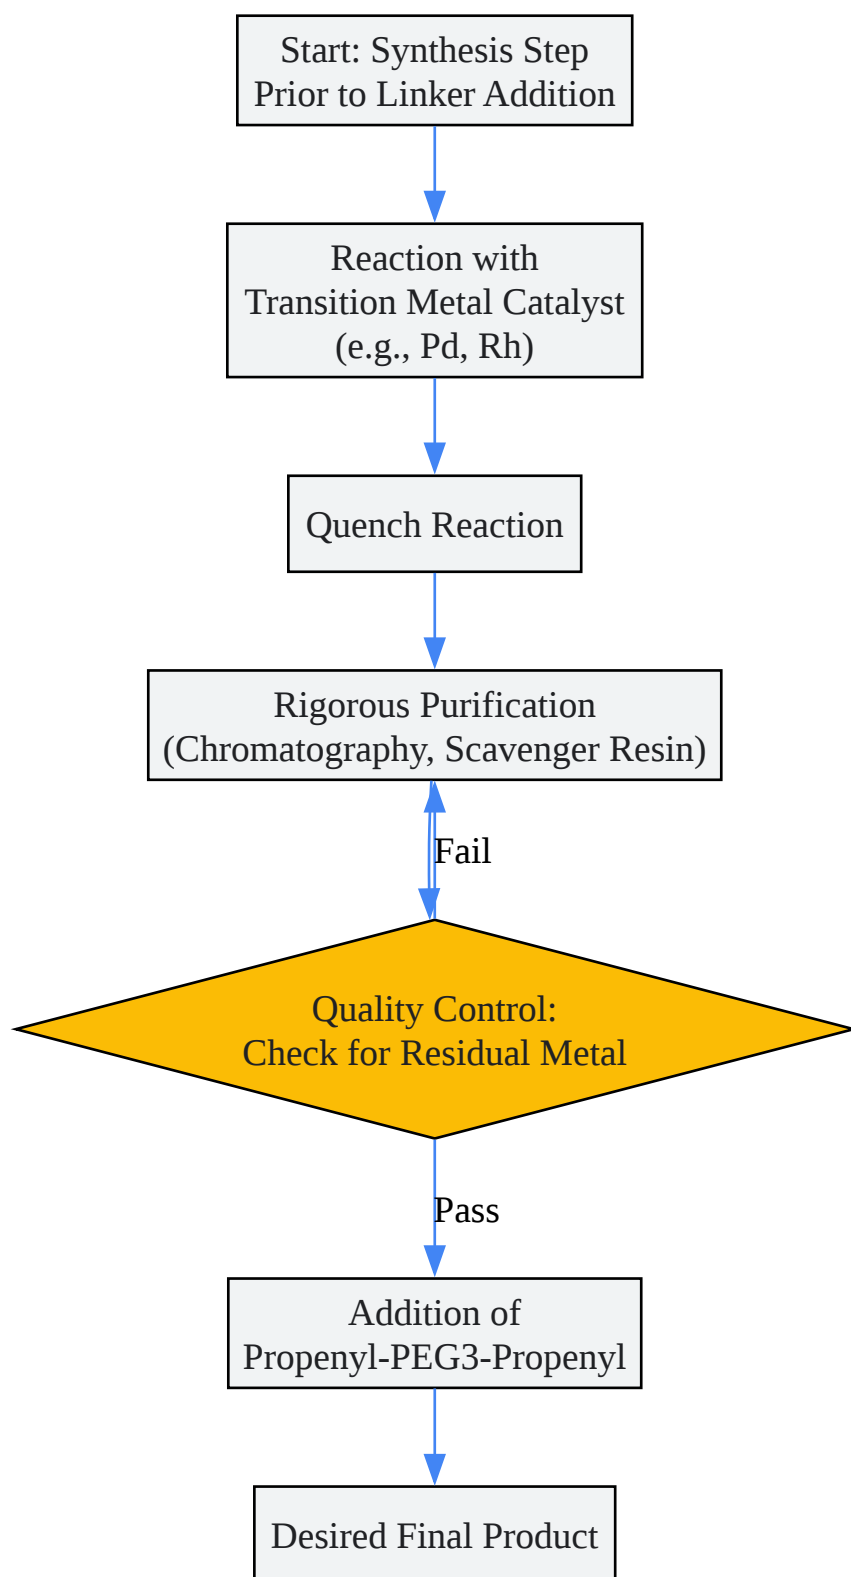 Start: Synthesis Step
Prior to Linker Addition
Reaction with
Transition Metal Catalyst
(e.g., Pd, Rh)
Quench Reaction
Rigorous Purification
(Chromatography, Scavenger Resin)
Fail
Quality Control:
Check for Residual Metal
Pass
Addition of
Propenyl-PEG3-Propenyl
Desired Final Product